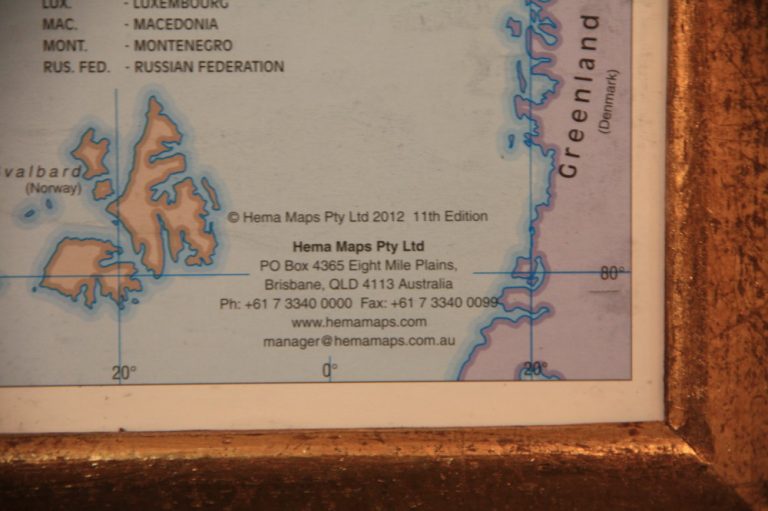 LUX. - LUXEMBOURG
MAC. - MACEDONIA
MONT. - MONTENEGRO
RUS. FED. - RUSSIAN FEDERATION
Greenland
(Denmark)
valbard
(Norway)
© Hema Maps Pty Ltd 2012 11th Edition
Hema Maps Pty Ltd
PO Box 4365 Eight Mile Plains,
Brisbane, QLD 4113 Australia
Ph: +61 7 3340 0000 Fax: +61 7 3340 0099
www.hemamaps.com
manager@hemamaps.com.au
80°
20°
0°
20°